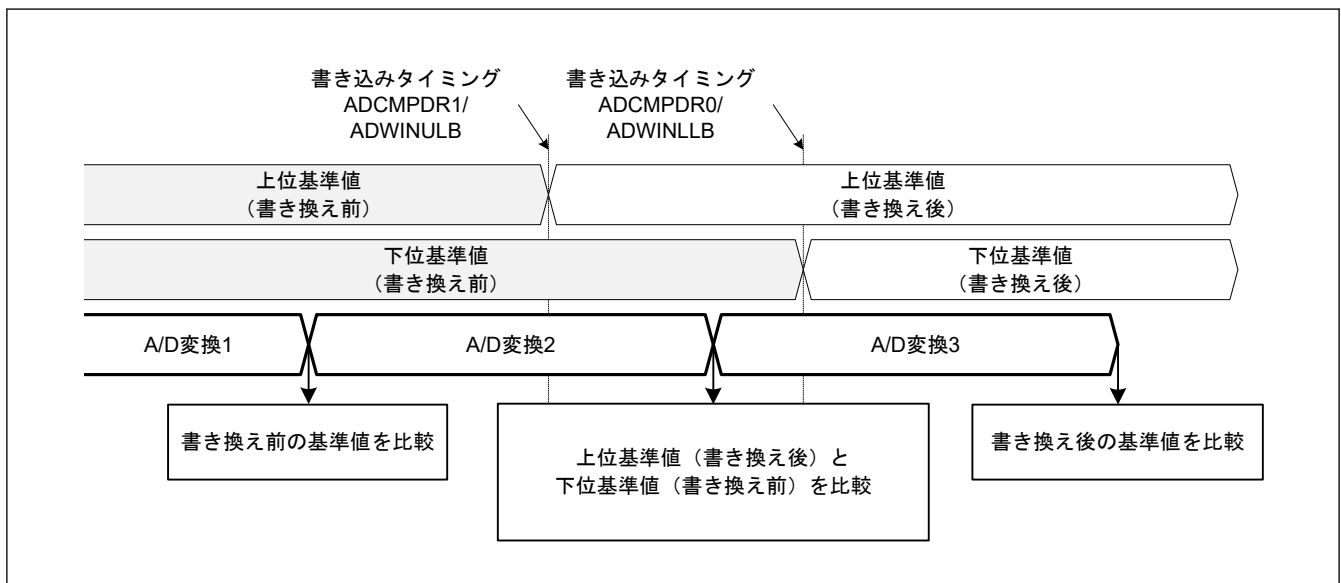 書き込みタイミング
ADCMPDR1/
ADWINULB
書き込みタイミング
ADCMPDR0/
ADWINLLB
上位基準値
（書き換え前）
上位基準値
（書き換え後）
下位基準値
（書き換え前）
下位基準値
（書き換え後）
A/D変換1
A/D変換2
A/D変換3
書き換え前の基準値を比較
上位基準値（書き換え後）と
下位基準値（書き換え前）を比較
書き換え後の基準値を比較